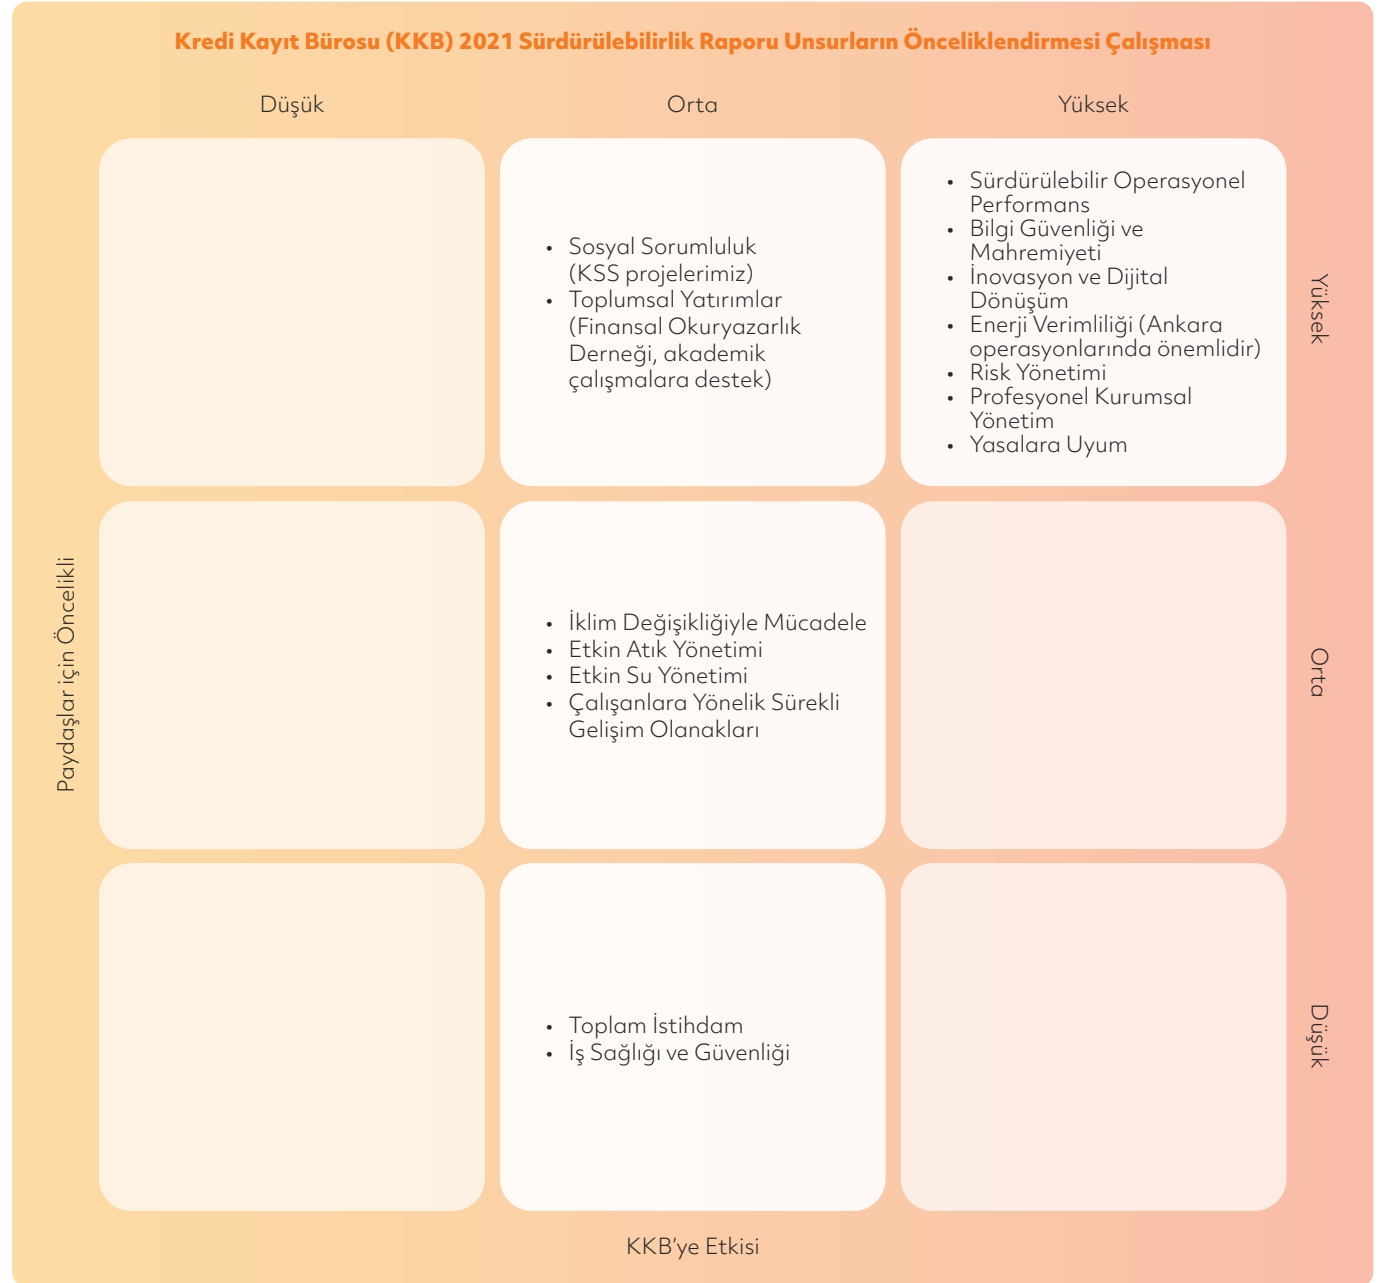 Kredi Kayıt Bürosu (KKB) 2021 Sürdürülebilirlik Raporu Unsurların Önceliklendirmesi Çalışması
Düşük
Orta
Yüksek
• Sosyal Sorumluluk
(KSS projelerimiz)
• Toplumsal Yatırımlar
(Finansal Okuryazarlık
Derneği, akademik
çalışmalara destek)
• Sürdürülebilir Operasyonel
Performans
• Bilgi Güvenliği ve
Mahremiyeti
• İnovasyon ve Dijital
Dönüşüm
• Enerji Verimliliği (Ankara
operasyonlarında önemlidir)
• Risk Yönetimi
• Profesyonel Kurumsal
Yönetim
• Yasalara Uyum
Yüksek
Paydaşlar için Öncelikli
• İklim Değişikliğiyle Mücadele
• Etkin Atık Yönetimi
• Etkin Su Yönetimi
• Çalışanlara Yönelik Sürekli
Gelişim Olanakları
Orta
• Toplam İstihdam
• İş Sağlığı ve Güvenliği
Düşük
KKB'ye Etkisi